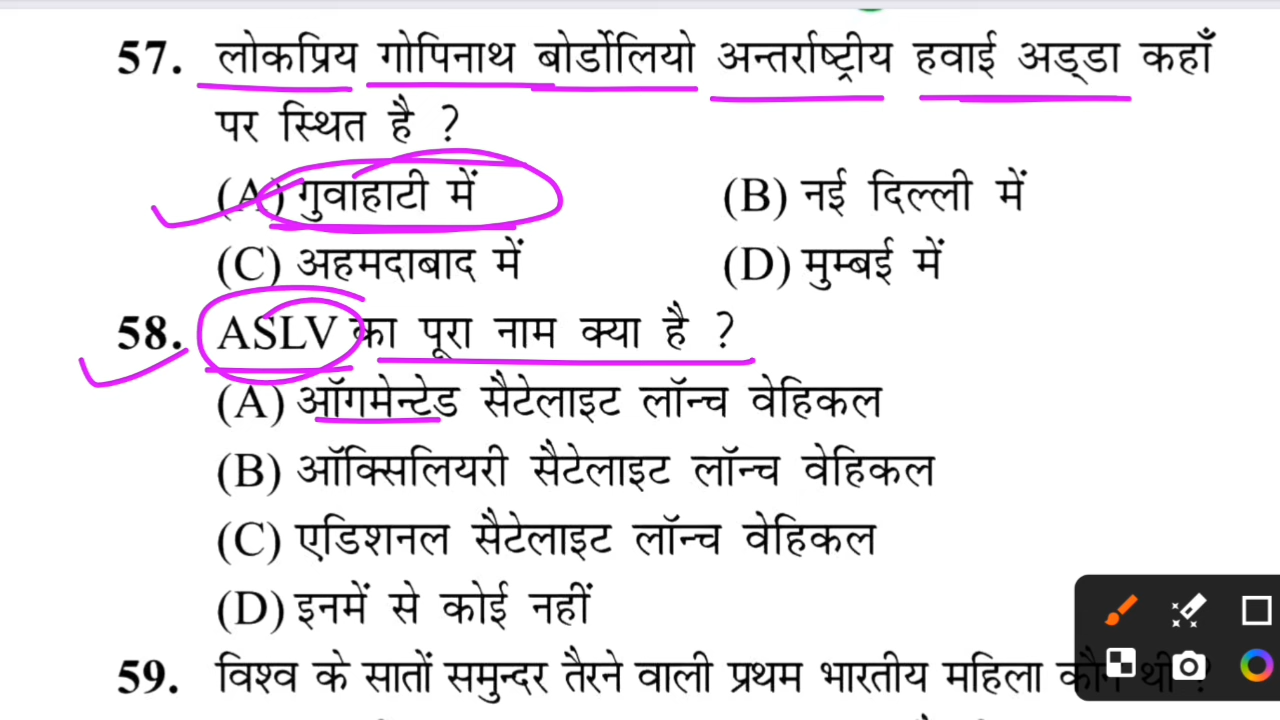 57. लोकप्रिय गोपिनाथ बोर्डोलियो अन्तर्राष्ट्रीय हवाई अड्डा कहाँ
पर स्थित है ?
(A) गुवाहाटी में (B) नई दिल्ली में
(C) अहमदाबाद में (D) मुम्बई में
58. ASLV का पूरा नाम क्या है ?
(A) ऑगमेन्टेड सैटेलाइट लॉन्च वेहिकल
(B) ऑक्सिलियरी सैटेलाइट लॉन्च वेहिकल
(C) एडिशनल सैटेलाइट लॉन्च वेहिकल
(D) इनमें से कोई नहीं
59. विश्व के सातों समुन्दर तैरने वाली प्रथम भारतीय महिला कौन थी ?